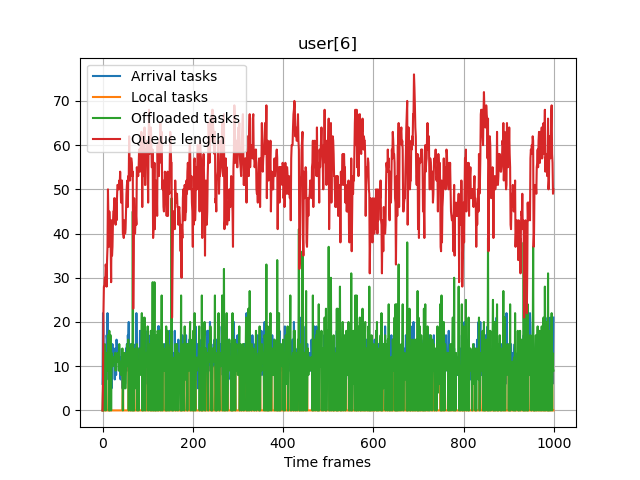 user[6]
Arrival tasks
Local tasks
Offloaded tasks
Queue length
70
60
50
40
30
20
10
0
0 200 400 600 800 1000
Time frames